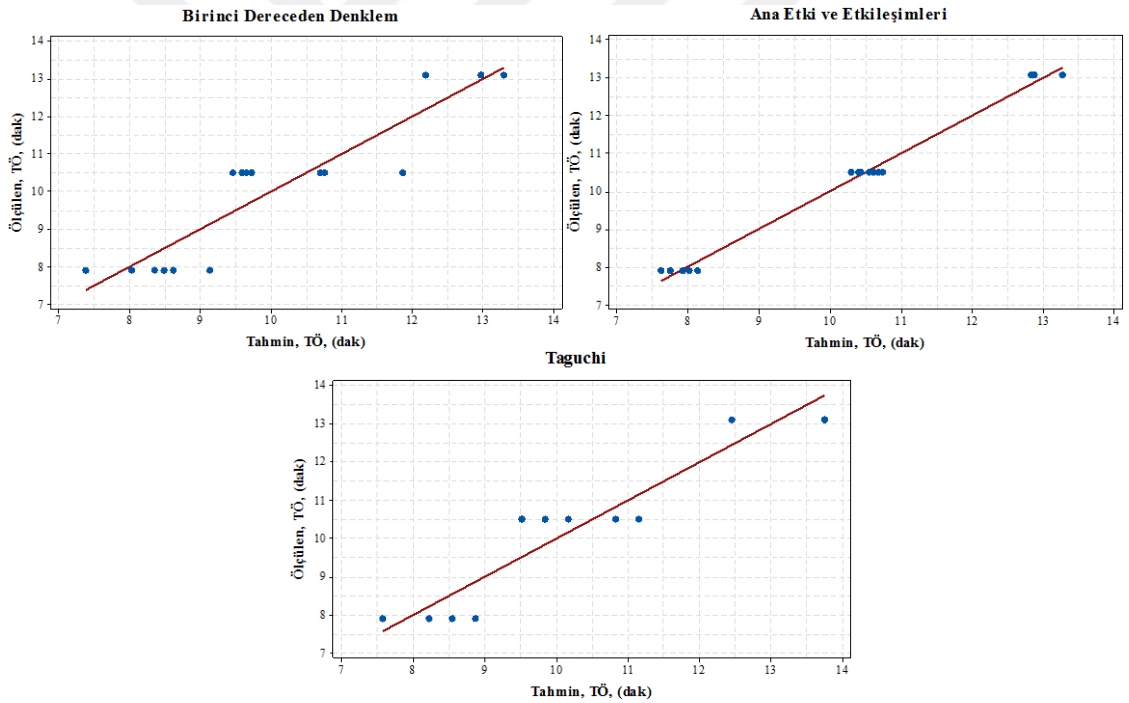 Birinci Dereceden Denklem
Ölçülen, TÖ, (dak)
14
13
12
11
10
9
8
7
7 8 9 10 11 12 13 14
Tahmin, TÖ, (dak)
Ana Etki ve Etkileşimleri
Ölçülen, TÖ, (dak)
14
13
12
11
10
9
8
7
7 8 9 10 11 12 13 14
Tahmin, TÖ, (dak)
Taguchi
Ölçülen, TÖ, (dak)
14
13
12
11
10
9
8
7
7 8 9 10 11 12 13 14
Tahmin, TÖ, (dak)